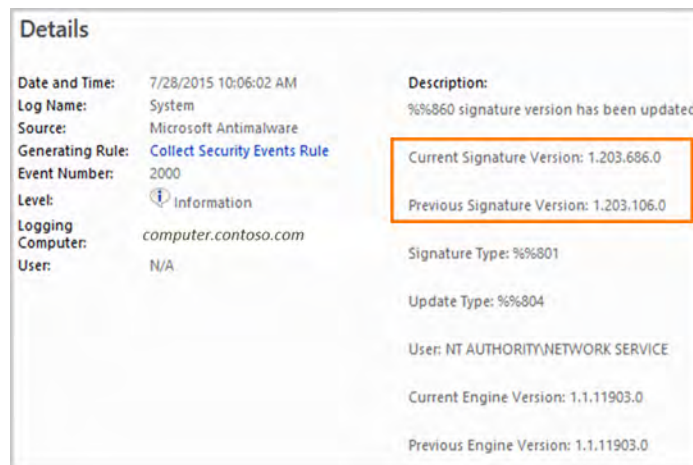 Details
Date and Time: 7/28/2015 10:06:02 AM
Log Name: System
Source: Microsoft Antimalware
Generating Rule: Collect Security Events Rule
Event Number: 2000
Level: Information
Logging
Computer: computer.contoso.com
User: N/A
Description:
%%860 signature version has been updated
Current Signature Version: 1.203.686.0
Previous Signature Version: 1.203.106.0
Signature Type: %%801
Update Type: %%804
User: NT AUTHORITY\NETWORK SERVICE
Current Engine Version: 1.1.11903.0
Previous Engine Version: 1.1.11903.0